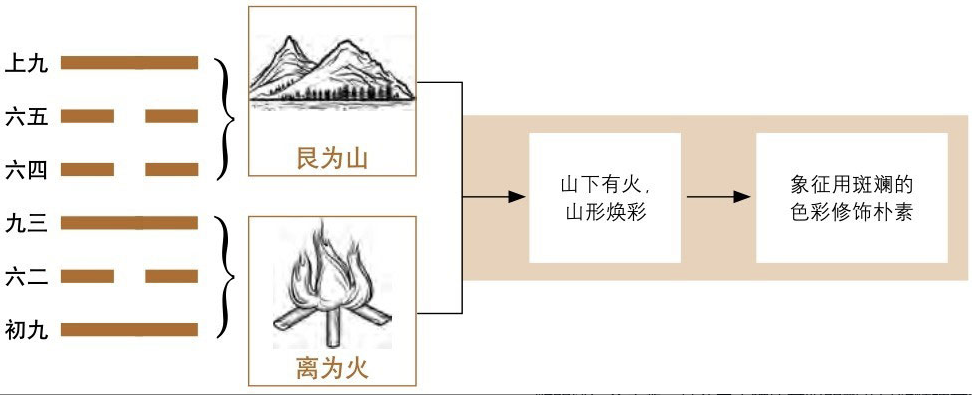 上九
六五
六四
九三
六二
初九
艮为山
离为火
山下有火，
山形焕彩
象征用斑斓的
色彩修饰朴素